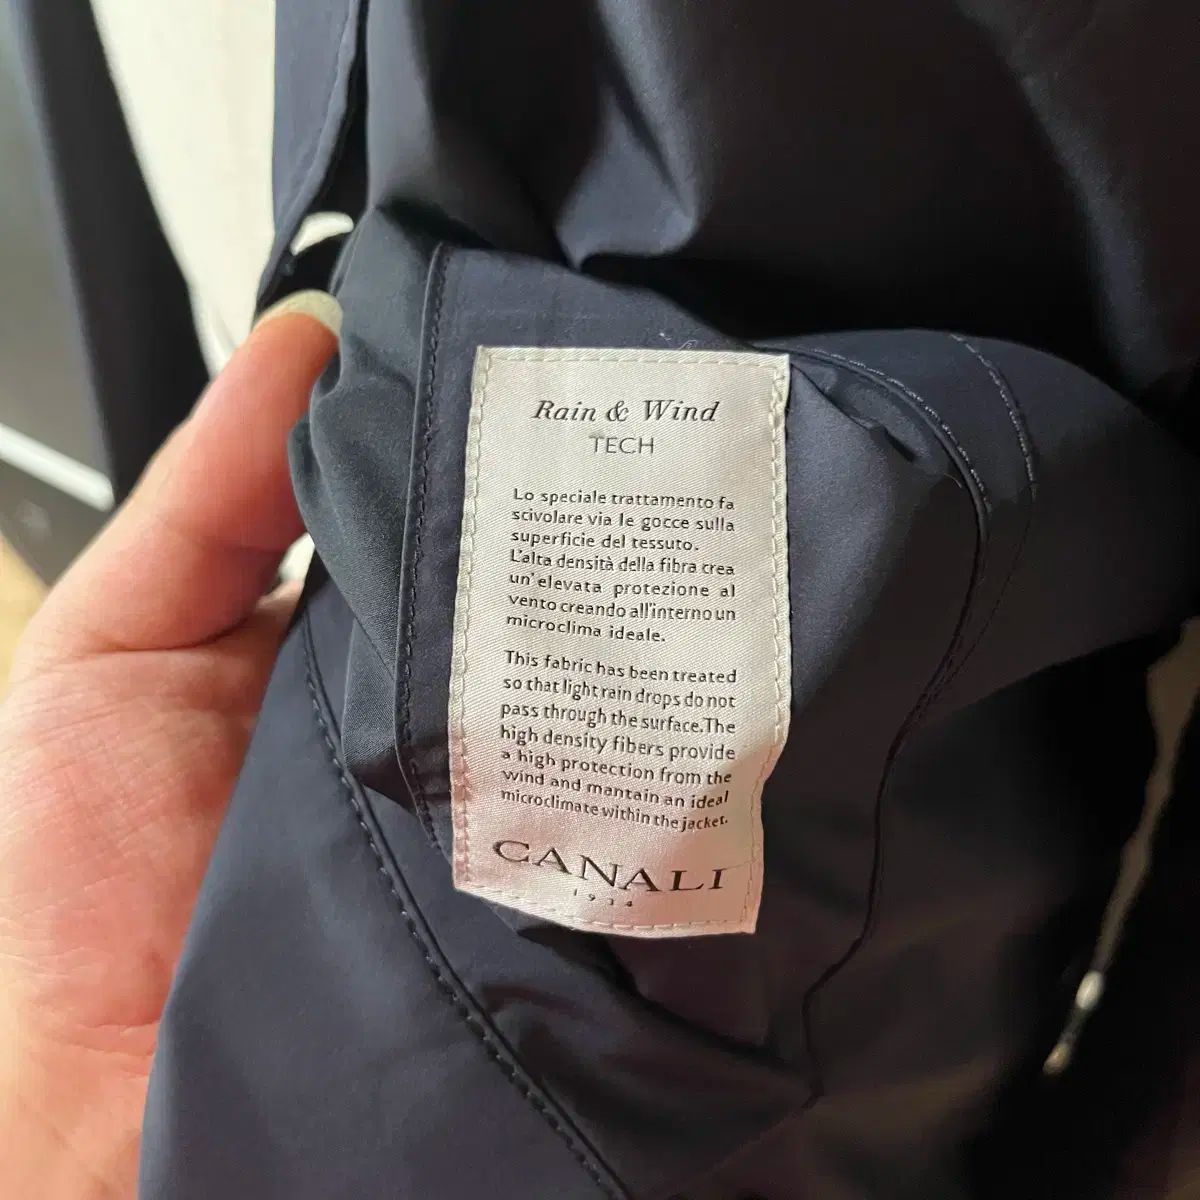 Rain & Wind
TECH
Lo speciale trattamento fa
scivolare via le gocce sulla
superficie del tessuto.
L'alta densità della fibra crea
un'elevata protezione al
vento creando all'interno un
microclima ideale.
This fabric has been treated
so that light rain drops do not
pass through the surface.The
high density fibers provide
a high protection from the
wind and mantain an ideal
microclimate within the jacket.
CANALI
1934